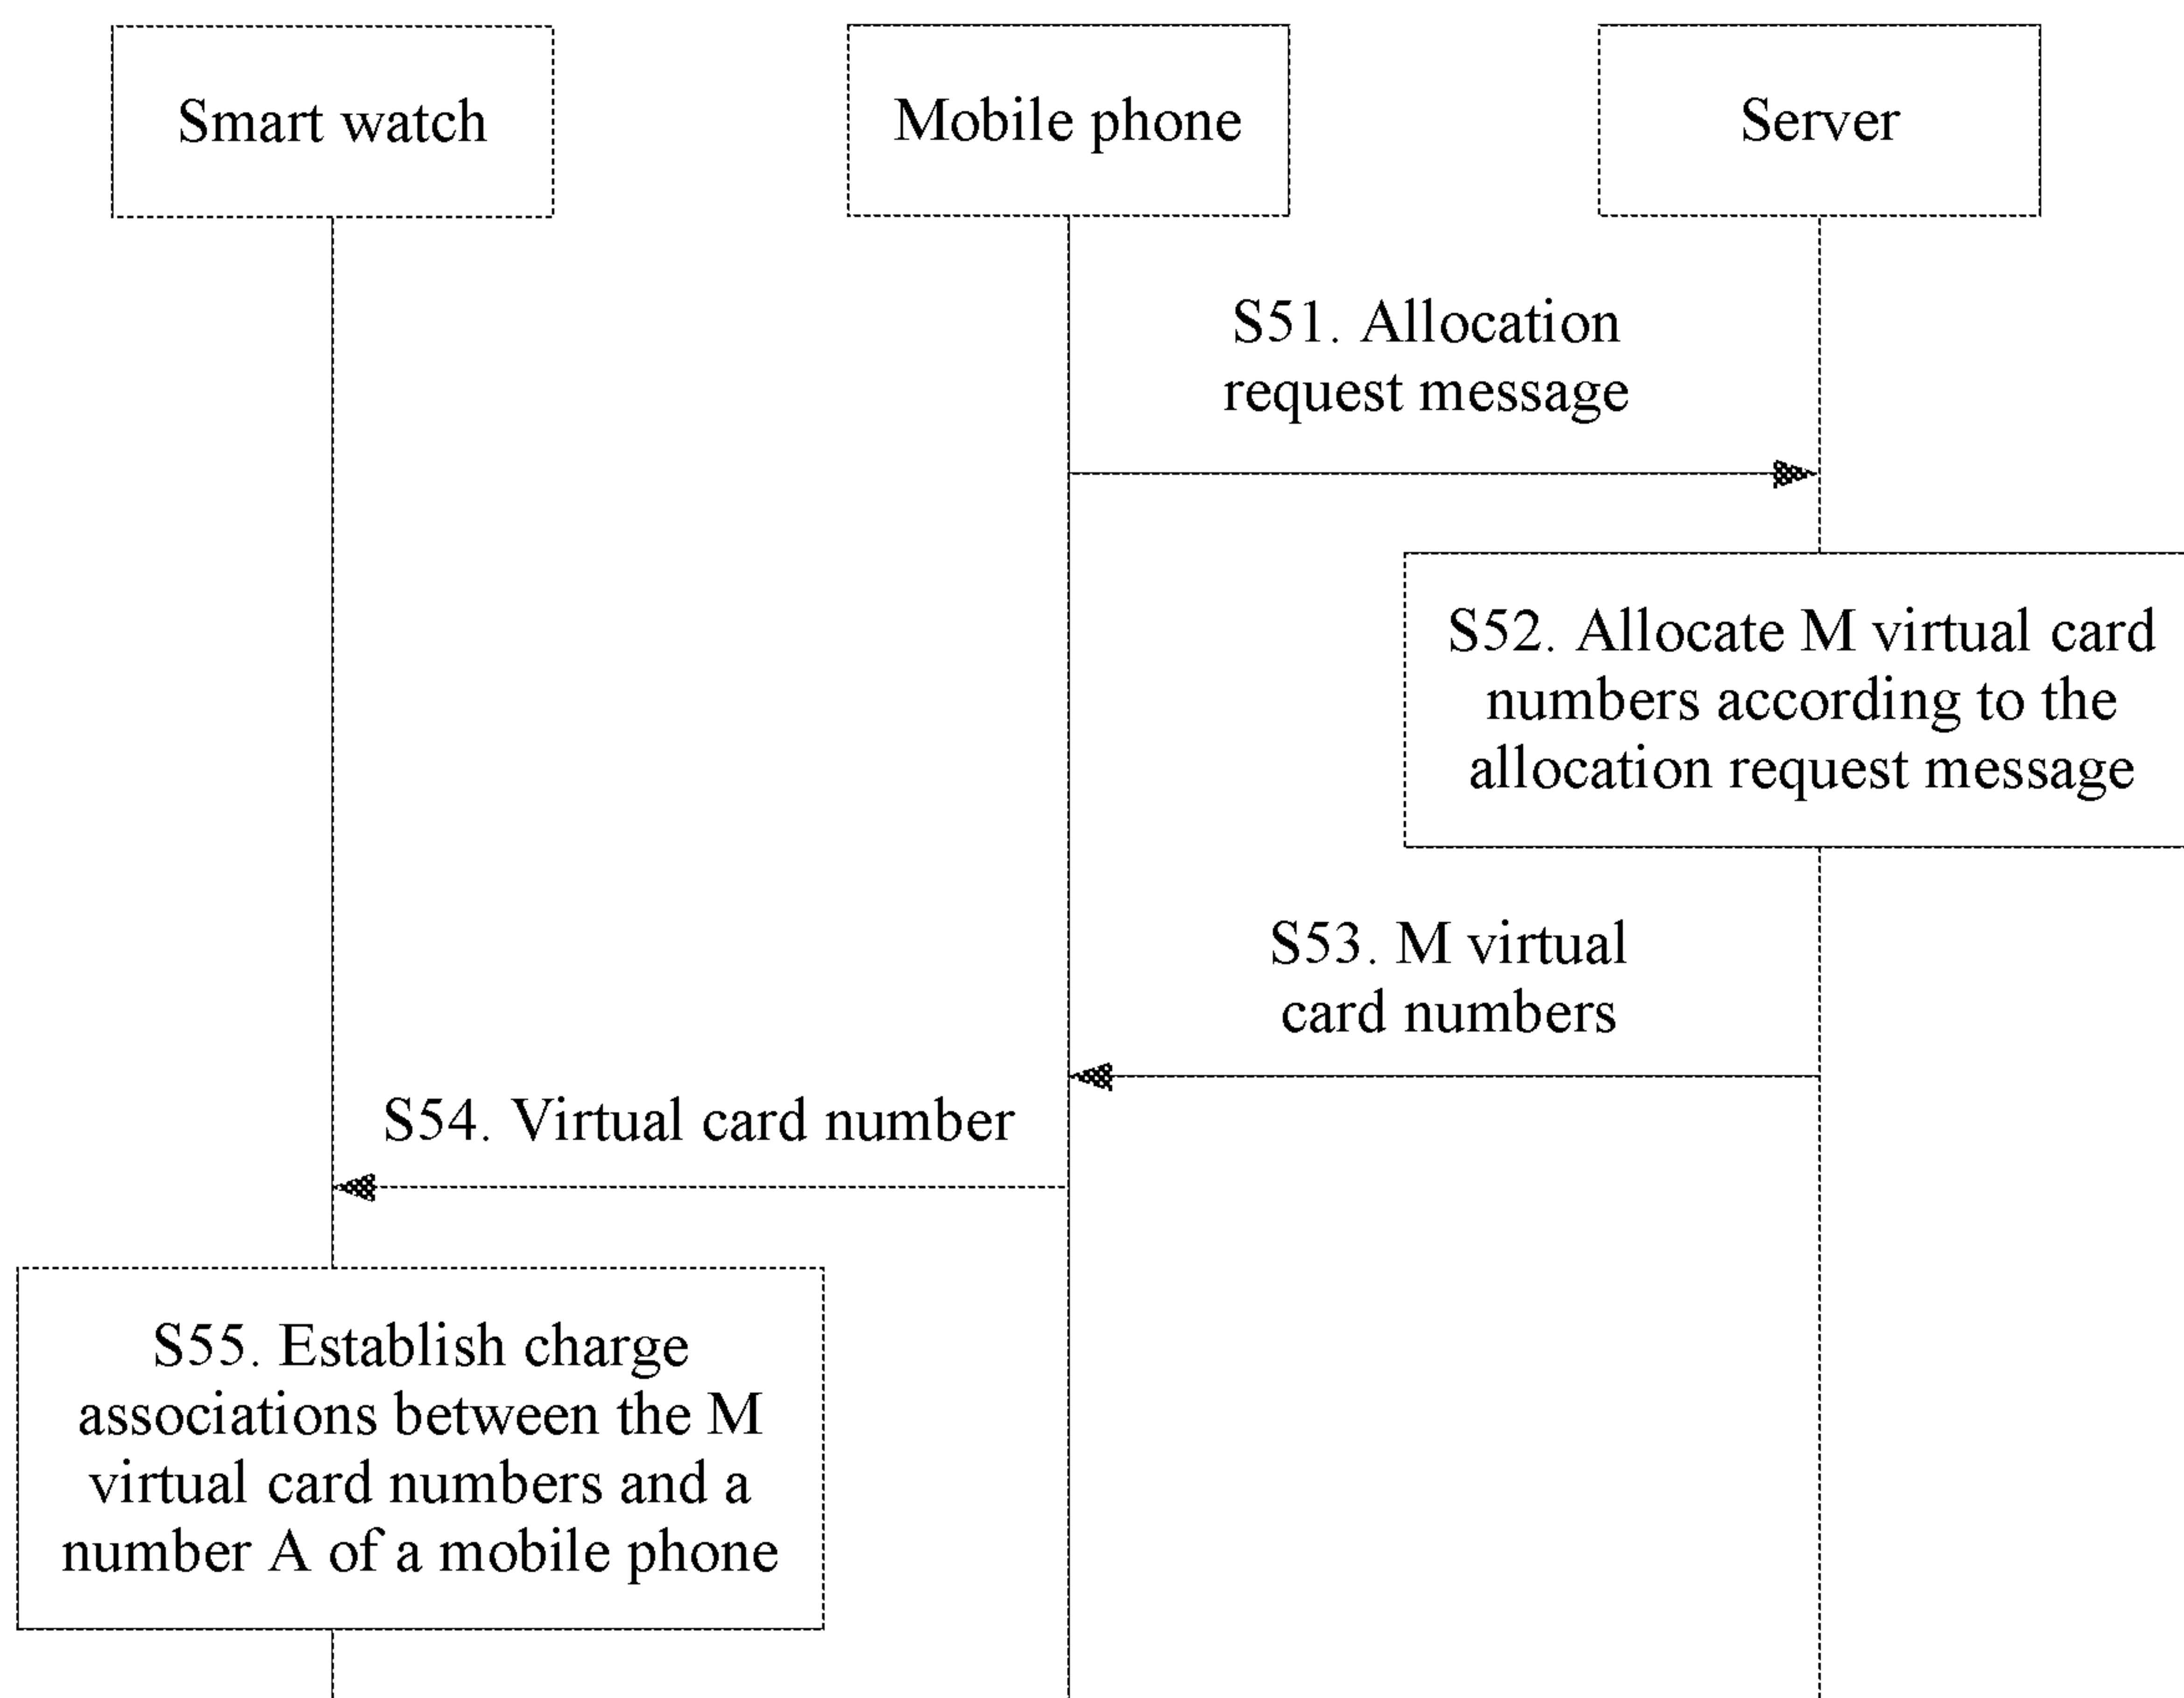 Smart watch
Mobile phone
Server
S51. Allocation
request message
S52. Allocate M virtual card
numbers according to the
allocation request message
S53. M virtual
card numbers
S54. Virtual card number
S55. Establish charge
associations between the M
virtual card numbers and a
number A of a mobile phone